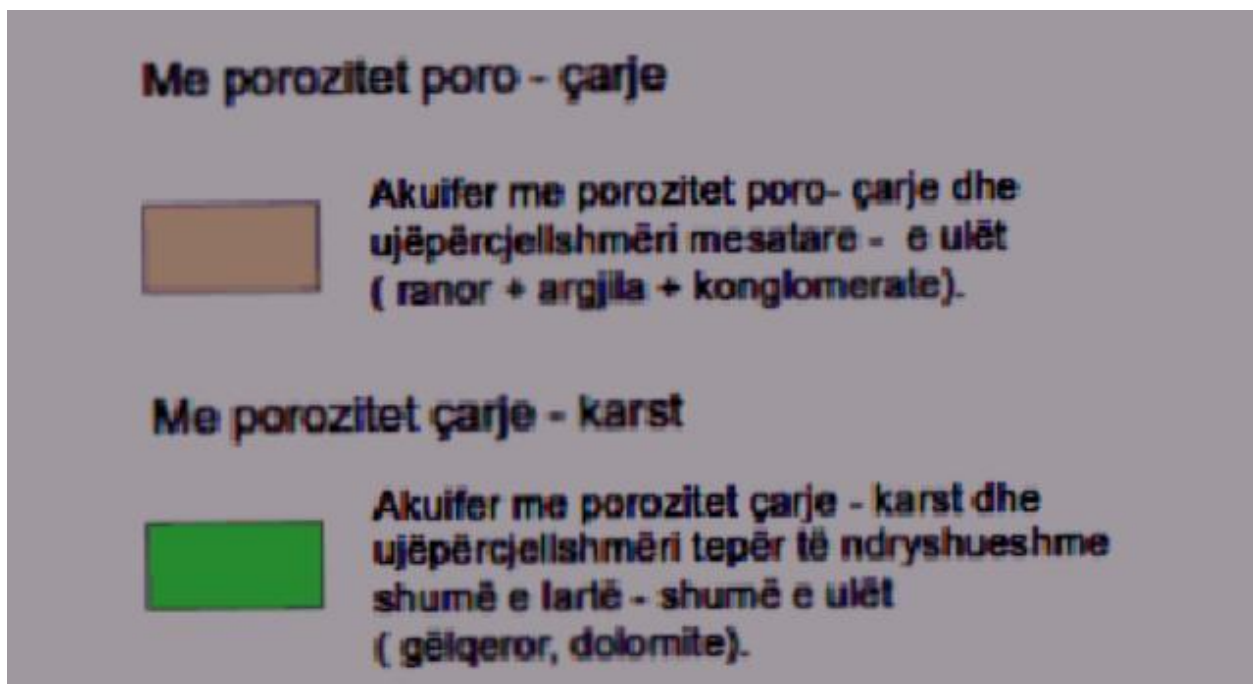 Me porozitet poro - çarje
Akuifer me porozitet poro- çarje dhe
ujëpërcjellshmëri mesatare - e ulët
( ranor + argjila + konglomerate).
Me porozitet çarje - karst
Akuifer me porozitet çarje - karst dhe
ujëpërcjellshmëri tepër të ndryshueshme
shumë e lartë - shumë e ulët
( gëlqeror, dolomite).